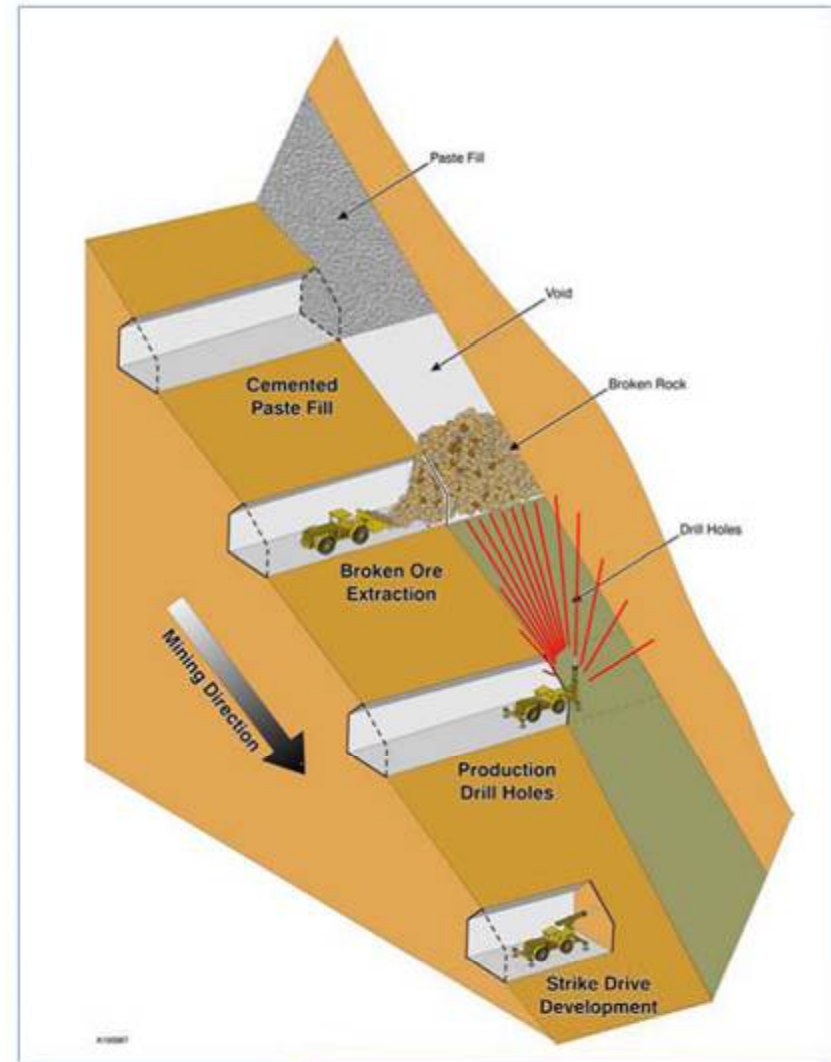 Paste Fill
Void
Cemented
Paste Fill
Broken Rock
Drill Holes
Broken Ore
Extraction
Mining Direction
Production
Drill Holes
Strike Drive
Development